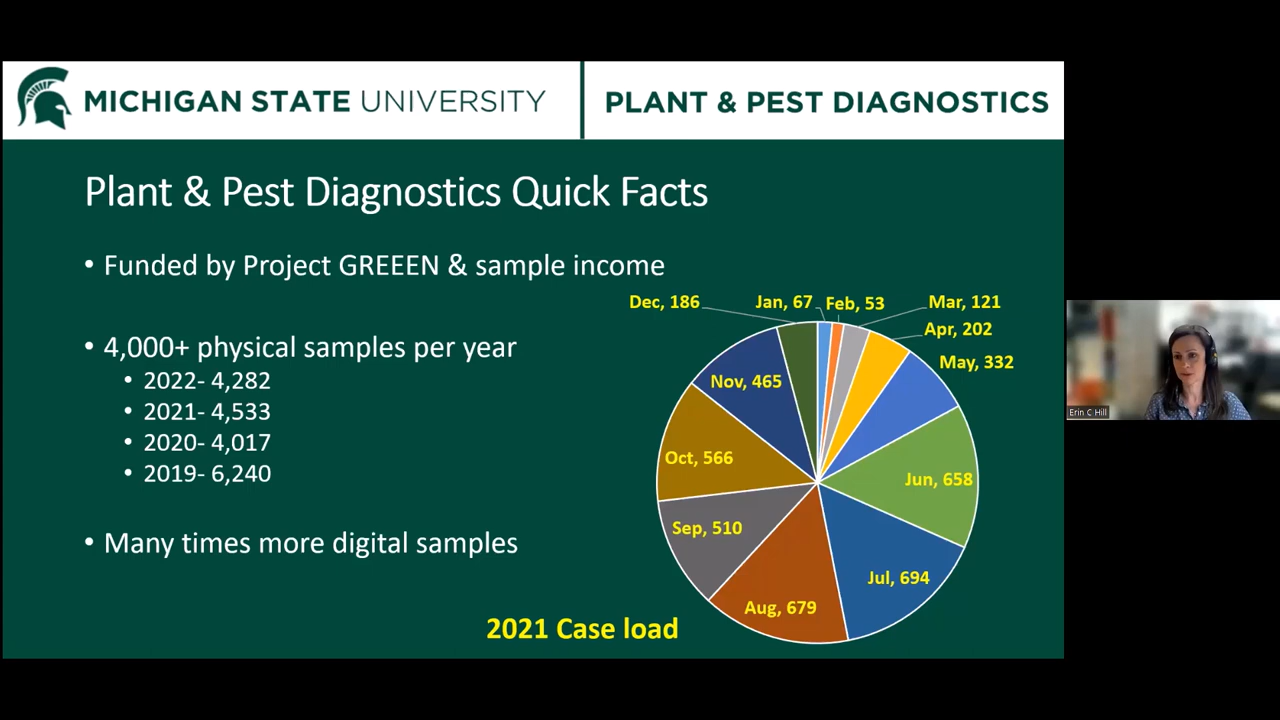 MICHIGAN STATE UNIVERSITY
PLANT & PEST DIAGNOSTICS
Plant & Pest Diagnostics Quick Facts
• Funded by Project GREEEN & sample income
• 4,000+ physical samples per year
• 2022- 4,282
• 2021- 4,533
• 2020- 4,017
• 2019- 6,240
• Many times more digital samples
Dec, 186
Jan, 67
Feb, 53
Mar, 121
Apr, 202
May, 332
Jun, 658
Jul, 694
Aug, 679
Sep, 510
Oct, 566
Nov, 465
2021 Case load
Erin C Hill